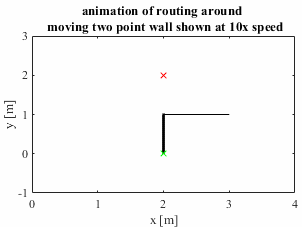 animation of routing around
moving two point wall shown at 10x speed
3
2
1
0
-1
y [m]
0 1 2 3 4
x [m]